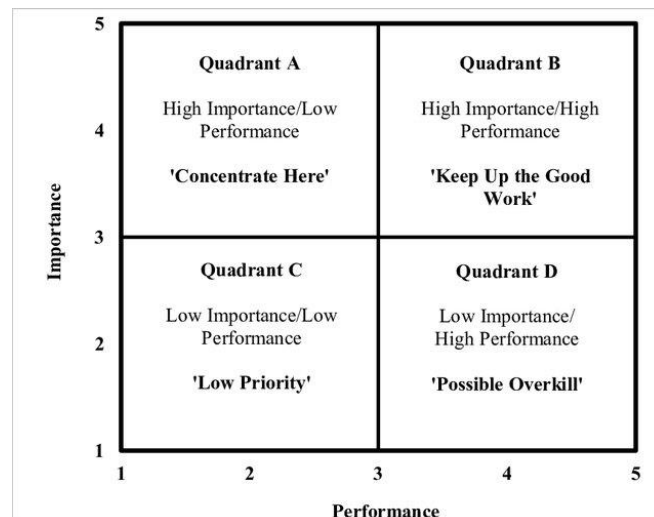 5
Quadrant A
High Importance/Low
Performance
'Concentrate Here'
Quadrant B
High Importance/High
Performance
'Keep Up the Good
Work'
4
3
Quadrant C
Low Importance/Low
Performance
'Low Priority'
Quadrant D
Low Importance/
High Performance
'Possible Overkill'
2
1
Importance
1
2
3
4
5
Performance